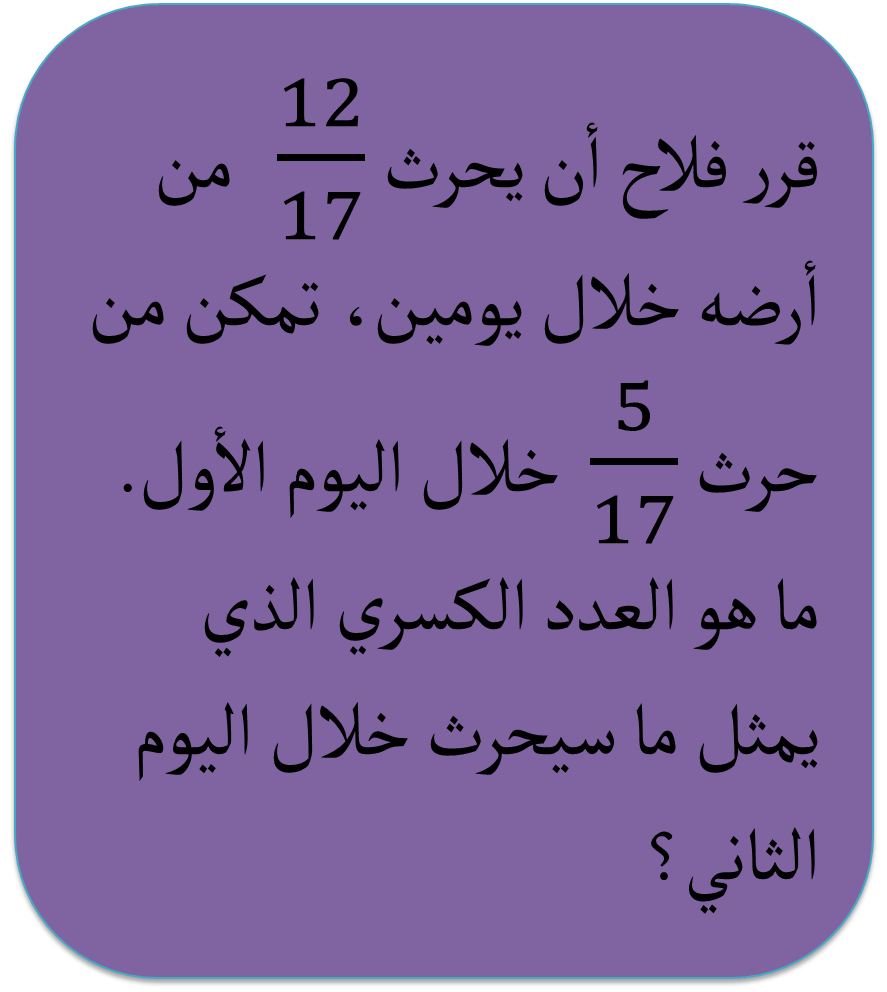 قرر فلاح أن يحرث 12/17 من
أرضه خلال يومين، تمكن من
حرث 5/17 خلال اليوم الأول.
ما هو العدد الكسري الذي
يمثل ما سيحرث خلال اليوم
الثاني ؟